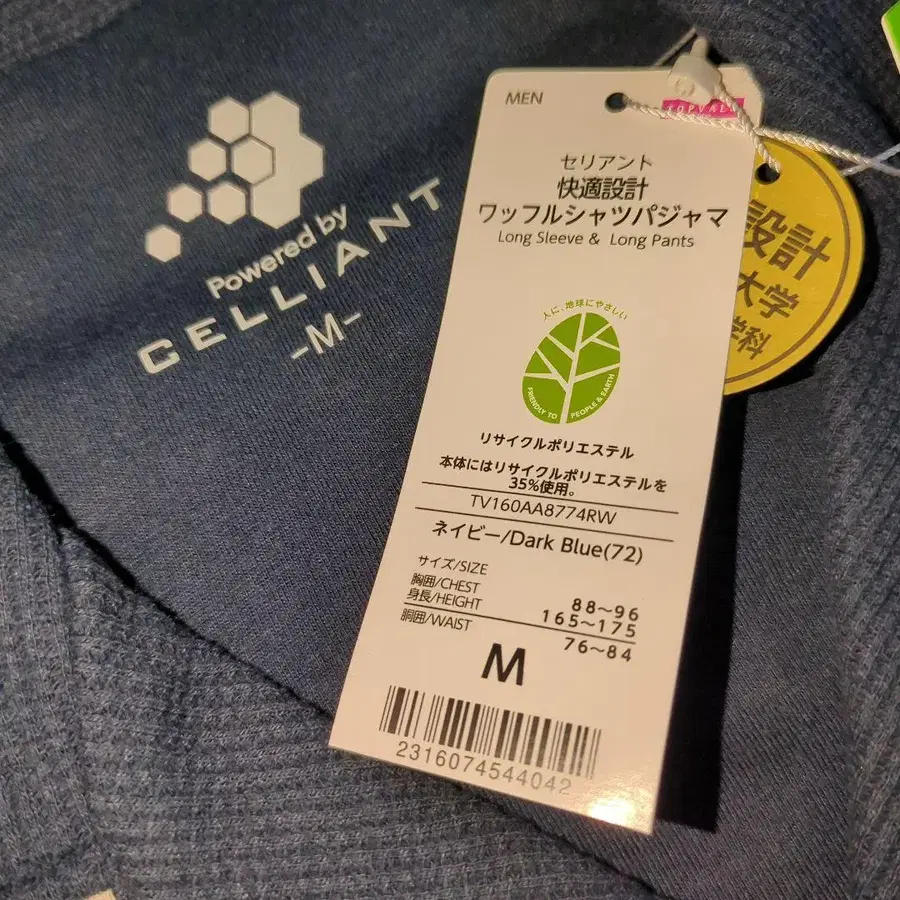 Powered by
CELLIANT
-M-
MEN
TOPVALU
セリアント
快適設計
ワッフルシャツパジャマ
Long Sleeve & Long Pants
人に、地球にやさしい
FRIENDLY TO PEOPLE & EARTH
リサイクルポリエステル
本体にはリサイクルポリエステルを
35%使用。
TV160AA8774RW
ネイビー/Dark Blue(72)
サイズ/SIZE
胸囲/CHEST 88〜96
身長/HEIGHT 165〜175
胴囲/WAIST 76〜84
M
2316074544042
設計
大学
学科